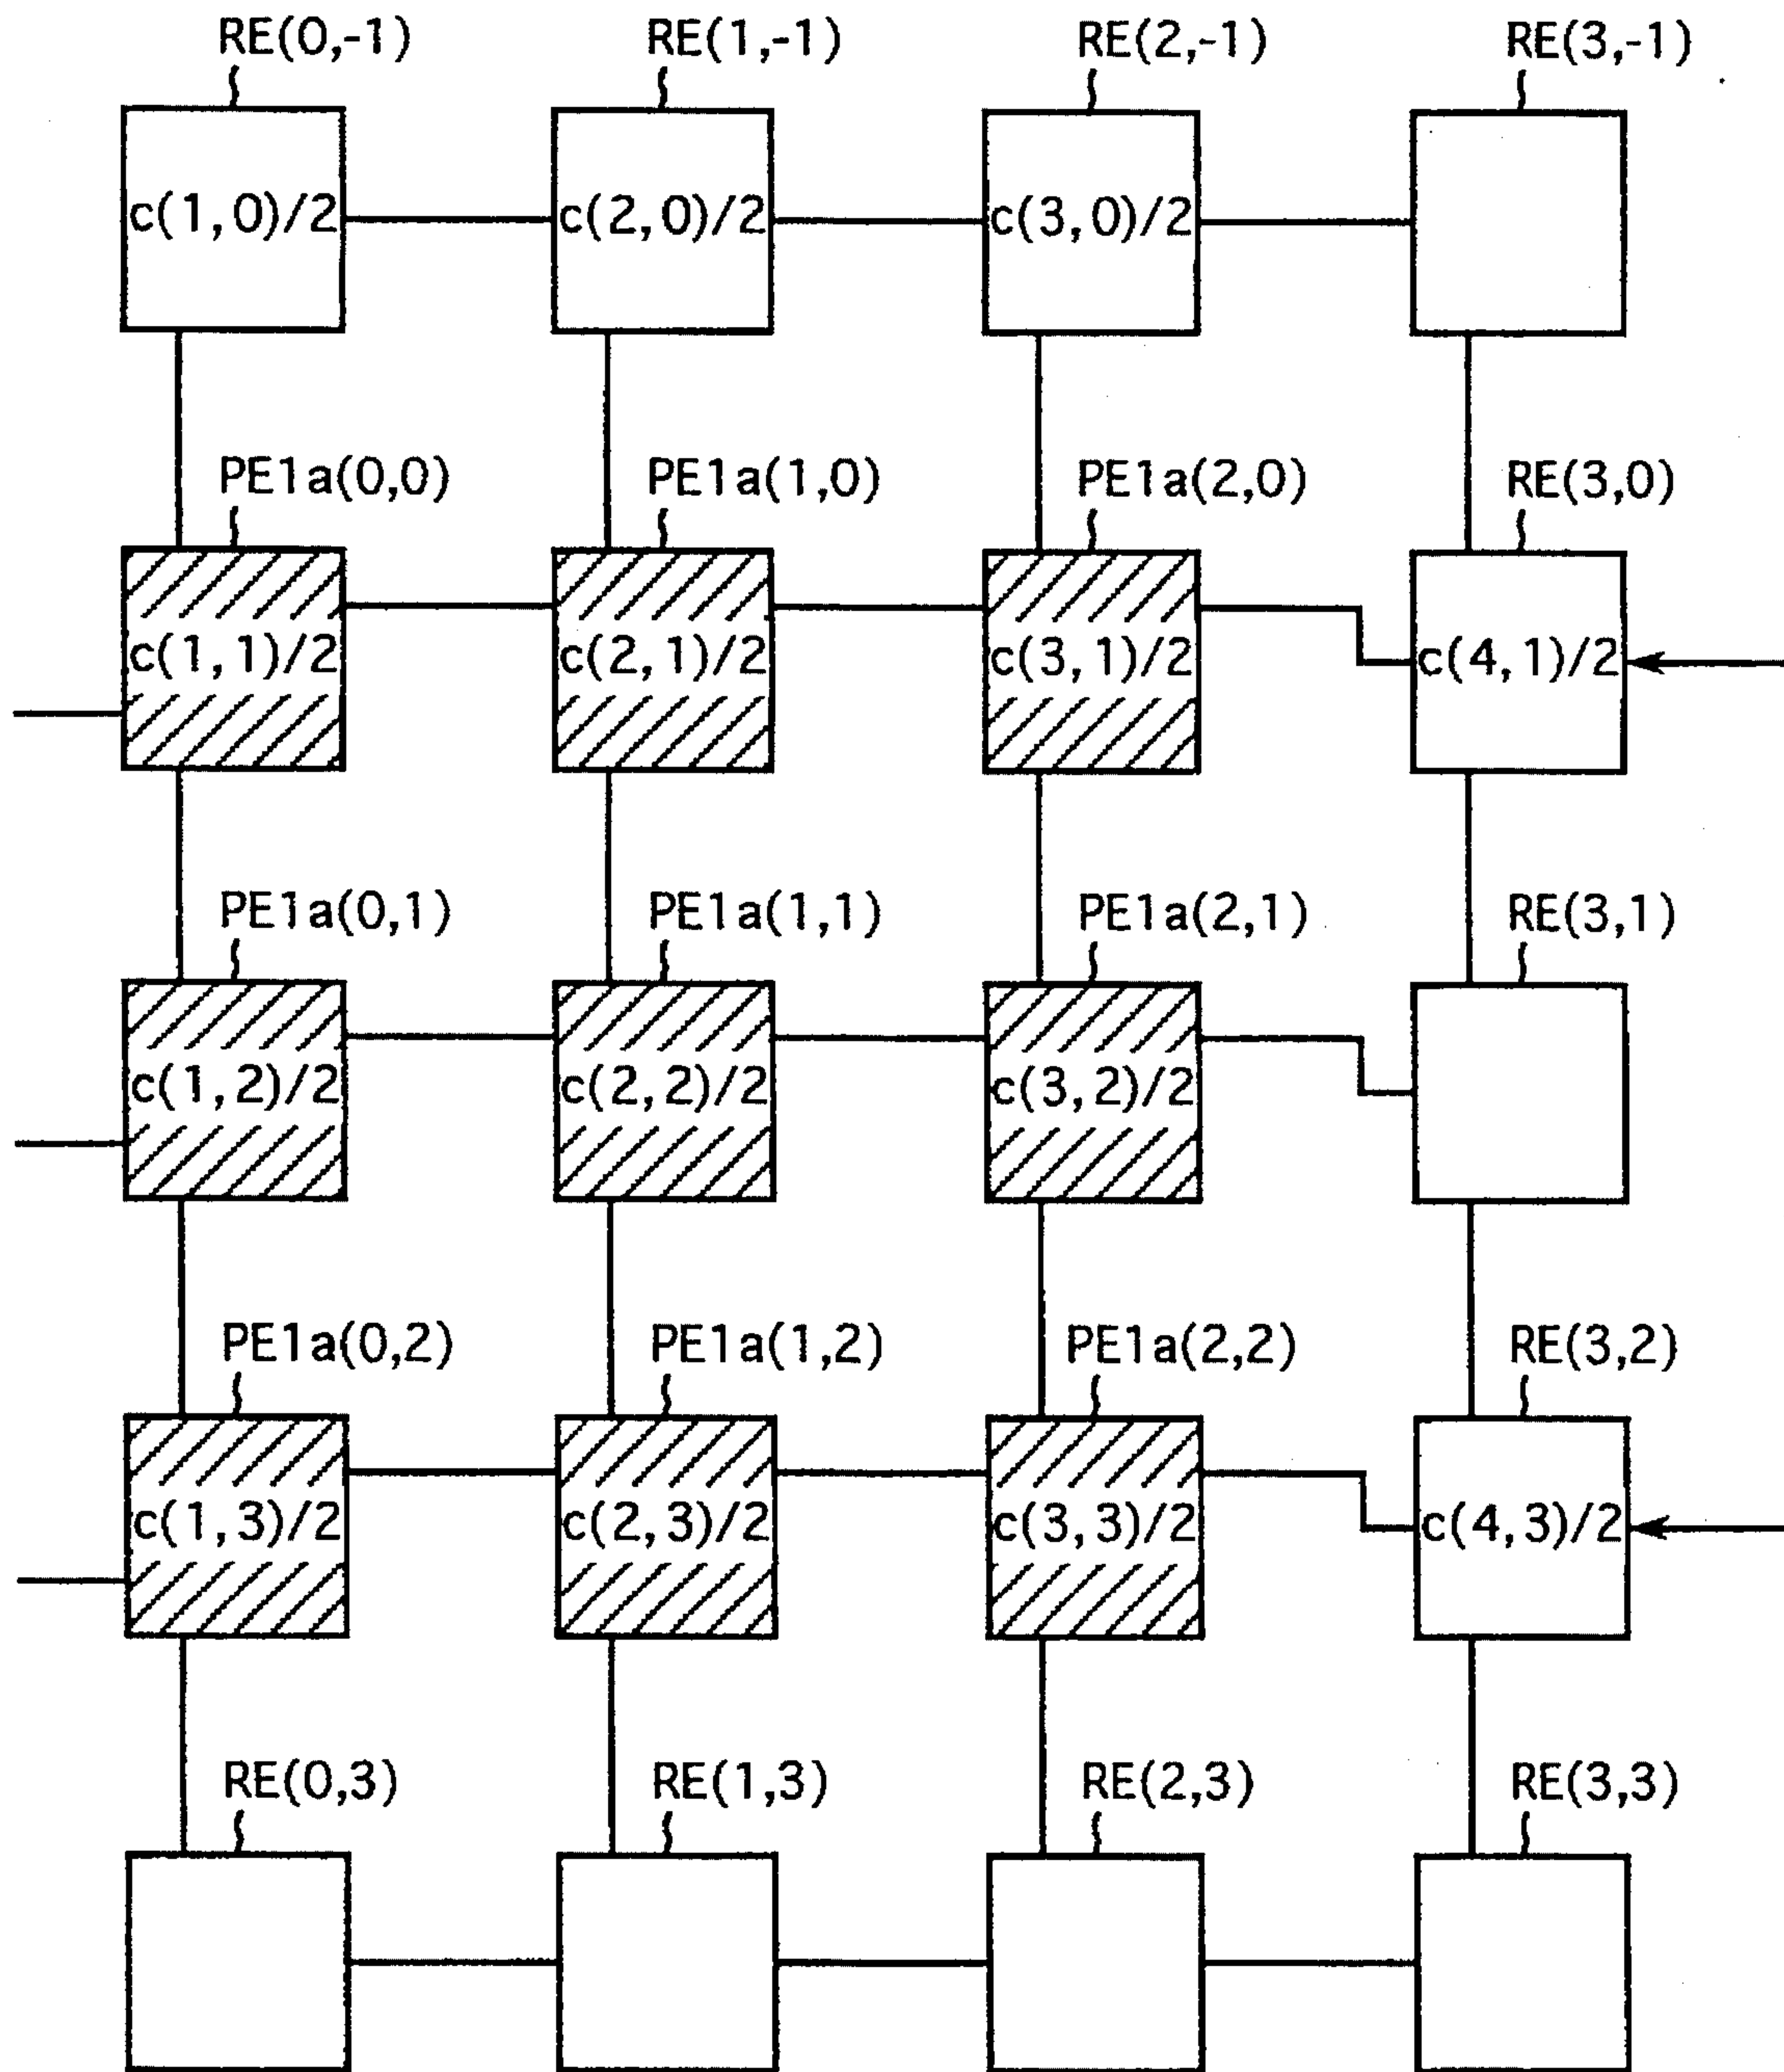 RE(0,-1) RE(1,-1) RE(2,-1) RE(3,-1)
c(1,0)/2 c(2,0)/2 c(3,0)/2
PE1a(0,0) PE1a(1,0) PE1a(2,0) RE(3,0)
c(1,1)/2 c(2,1)/2 c(3,1)/2 c(4,1)/2
PE1a(0,1) PE1a(1,1) PE1a(2,1) RE(3,1)
c(1,2)/2 c(2,2)/2 c(3,2)/2
PE1a(0,2) PE1a(1,2) PE1a(2,2) RE(3,2)
c(1,3)/2 c(2,3)/2 c(3,3)/2 c(4,3)/2
RE(0,3) RE(1,3) RE(2,3) RE(3,3)